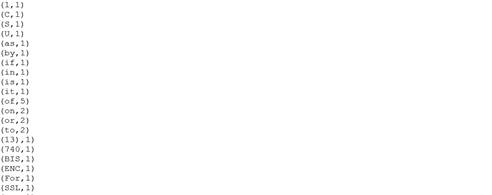 (1,1)
(C,1)
(S,1)
(U,1)
(as,1)
(by,1)
(if,1)
(in,1)
(is,1)
(it,1)
(of,5)
(on,2)
(or,2)
(to,2)
(13),1)
(740,1)
(BIS,1)
(ENC,1)
(For,1)
(SSL,1)